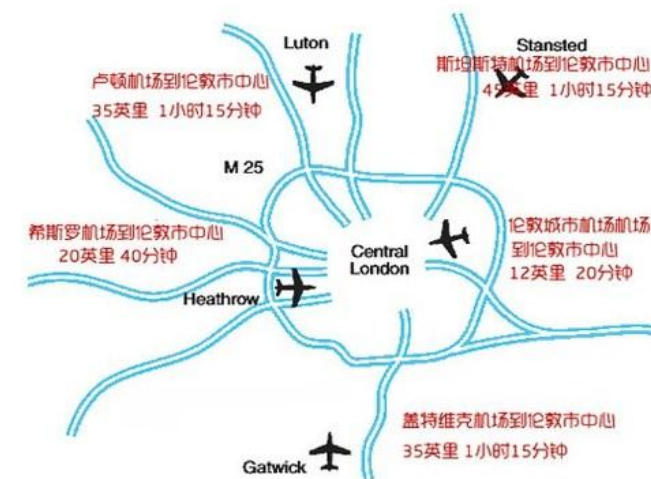 Luton
卢顿机场到伦敦市中心
35英里 1小时15分钟
Stansted
斯坦斯特机场到伦敦市中心
45英里 1小时15分钟
M 25
希斯罗机场到伦敦市中心
20英里 40分钟
Heathrow
Central
London
伦敦城市机场机场
到伦敦市中心
12英里 20分钟
盖特维克机场到伦敦市中心
35英里 1小时15分钟
Gatwick